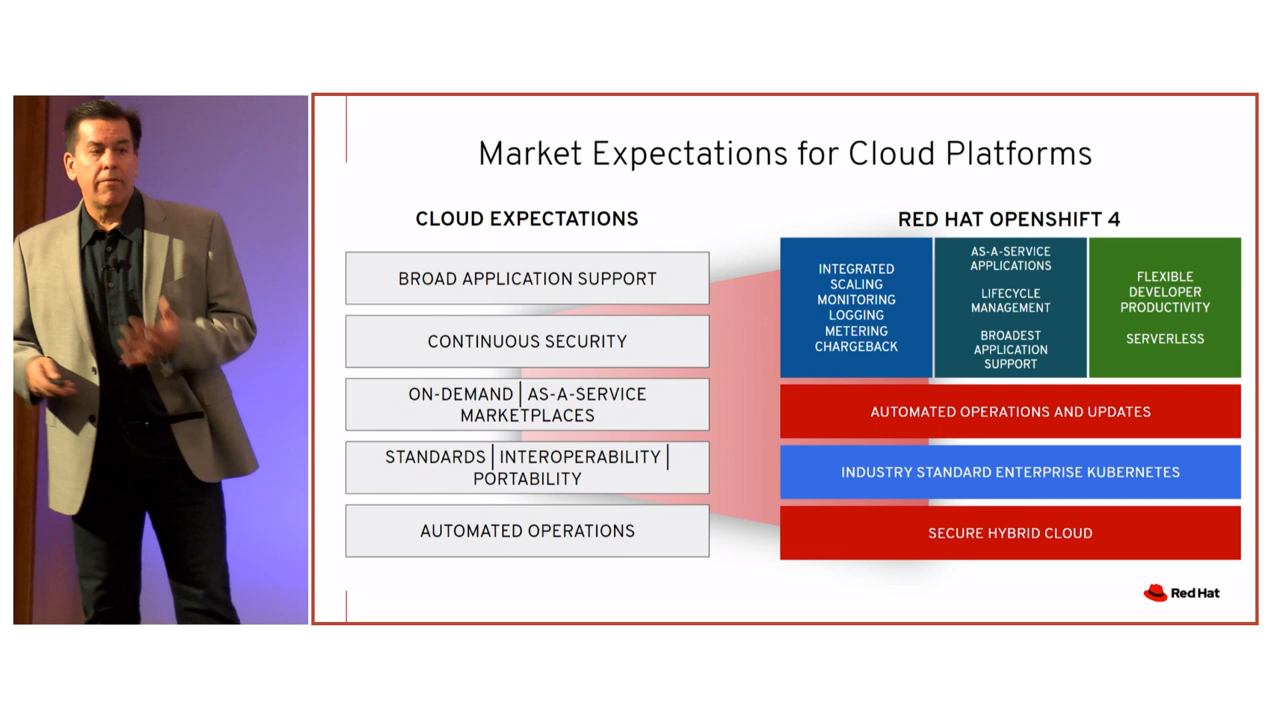 Market Expectations for Cloud Platforms
CLOUD EXPECTATIONS
BROAD APPLICATION SUPPORT
CONTINUOUS SECURITY
ON-DEMAND | AS-A-SERVICE
MARKETPLACES
STANDARDS | INTEROPERABILITY |
PORTABILITY
AUTOMATED OPERATIONS
RED HAT OPENSHIFT 4
INTEGRATED
SCALING
MONITORING
LOGGING
METERING
CHARGEBACK
AS-A-SERVICE
APPLICATIONS
LIFECYCLE
MANAGEMENT
BROADEST
APPLICATION
SUPPORT
FLEXIBLE
DEVELOPER
PRODUCTIVITY
SERVERLESS
AUTOMATED OPERATIONS AND UPDATES
INDUSTRY STANDARD ENTERPRISE KUBERNETES
SECURE HYBRID CLOUD
Red Hat